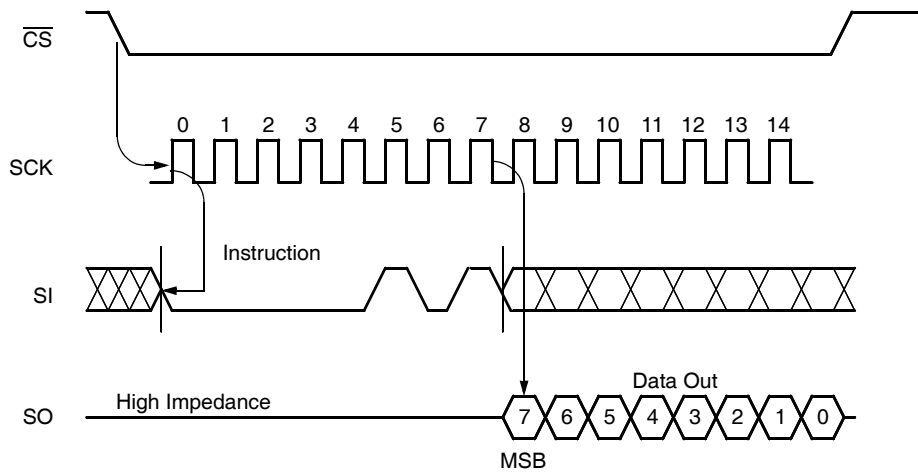 CS
0 1 2 3 4 5 6 7 8 9 10 11 12 13 14
SCK
Instruction
SI
High Impedance
Data Out
SO
7 6 5 4 3 2 1 0
MSB